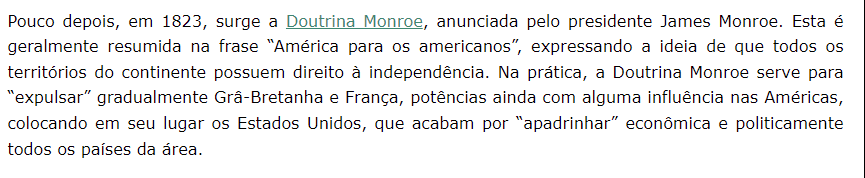 Pouco depois, em 1823, surge a Doutrina Monroe, anunciada pelo presidente James Monroe. Esta é
geralmente resumida na frase “América para os americanos”, expressando a ideia de que todos os
territórios do continente possuem direito à independência. Na prática, a Doutrina Monroe serve para
“expulsar” gradualmente Grâ-Bretanha e França, potências ainda com alguma influência nas Américas,
colocando em seu lugar os Estados Unidos, que acabam por “apadrinhar” econômica e politicamente
todos os países da área.